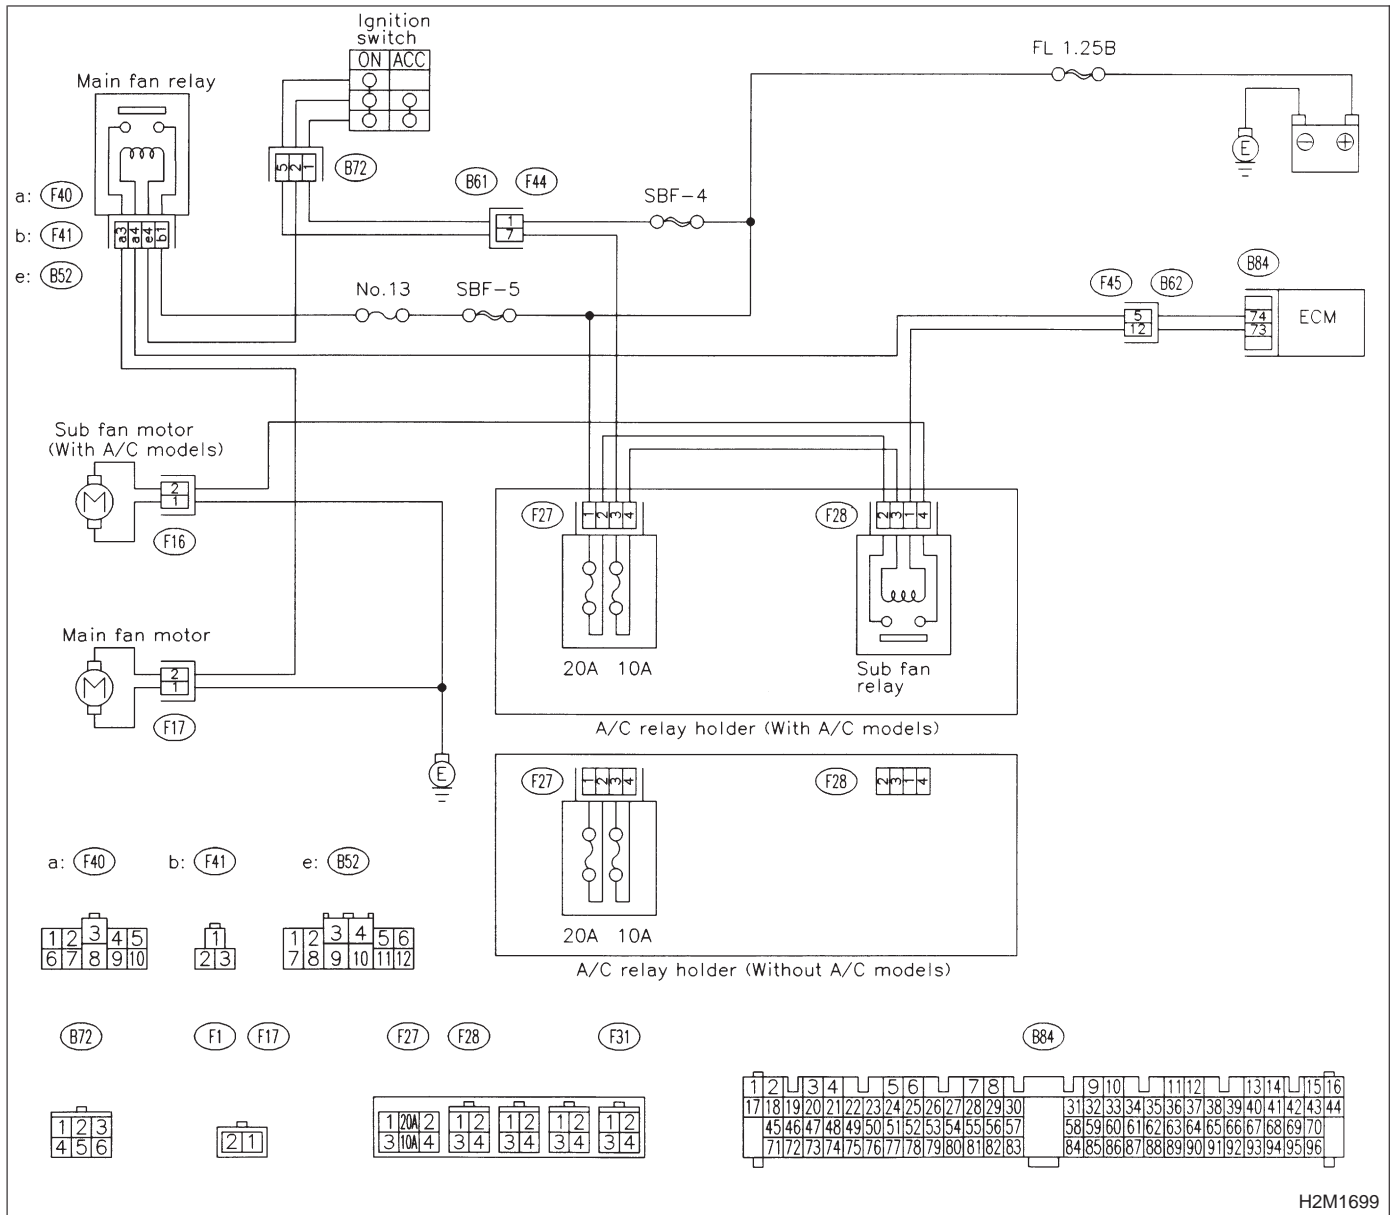 Ignition
switch
ON ACC
FL 1.25B
Main fan relay
E
5 2 1
B72
B61 F44
SBF-4
a: F40
1
7
b: F41
a3 a4 e4 b1
e: B52
No.13 SBF-5
F45 B62
B84
5
12
74
73
ECM
Sub fan motor
(With A/C models)
M
2
1
F16
F27
1 2 3 4
F28
2 3 1 4
Main fan motor
M
2
1
F17
20A 10A
Sub fan
relay
A/C relay holder (With A/C models)
E
F27
1 2 3 4
F28
2 3 1 4
20A 10A
A/C relay holder (Without A/C models)
a: F40 b: F41 e: B52
1 2 3 4 5
6 7 8 9 10
1
2 3
1 2 3 4 5 6
7 8 9 10 11 12
B72 F1 F17 F27 F28 F31 B84
1 2 3
4 5 6
2 1
1 20A 2 1 2 1 2 1 2 1 2
3 10A 4 3 4 3 4 3 4 3 4
1 2 3 4 5 6 7 8 9 10 11 12 13 14 15 16
17 18 19 20 21 22 23 24 25 26 27 28 29 30 31 32 33 34 35 36 37 38 39 40 41 42 43 44
45 46 47 48 49 50 51 52 53 54 55 56 57 58 59 60 61 62 63 64 65 66 67 68 69 70
71 72 73 74 75 76 77 78 79 80 81 82 83 84 85 86 87 88 89 90 91 92 93 94 95 96
H2M1699